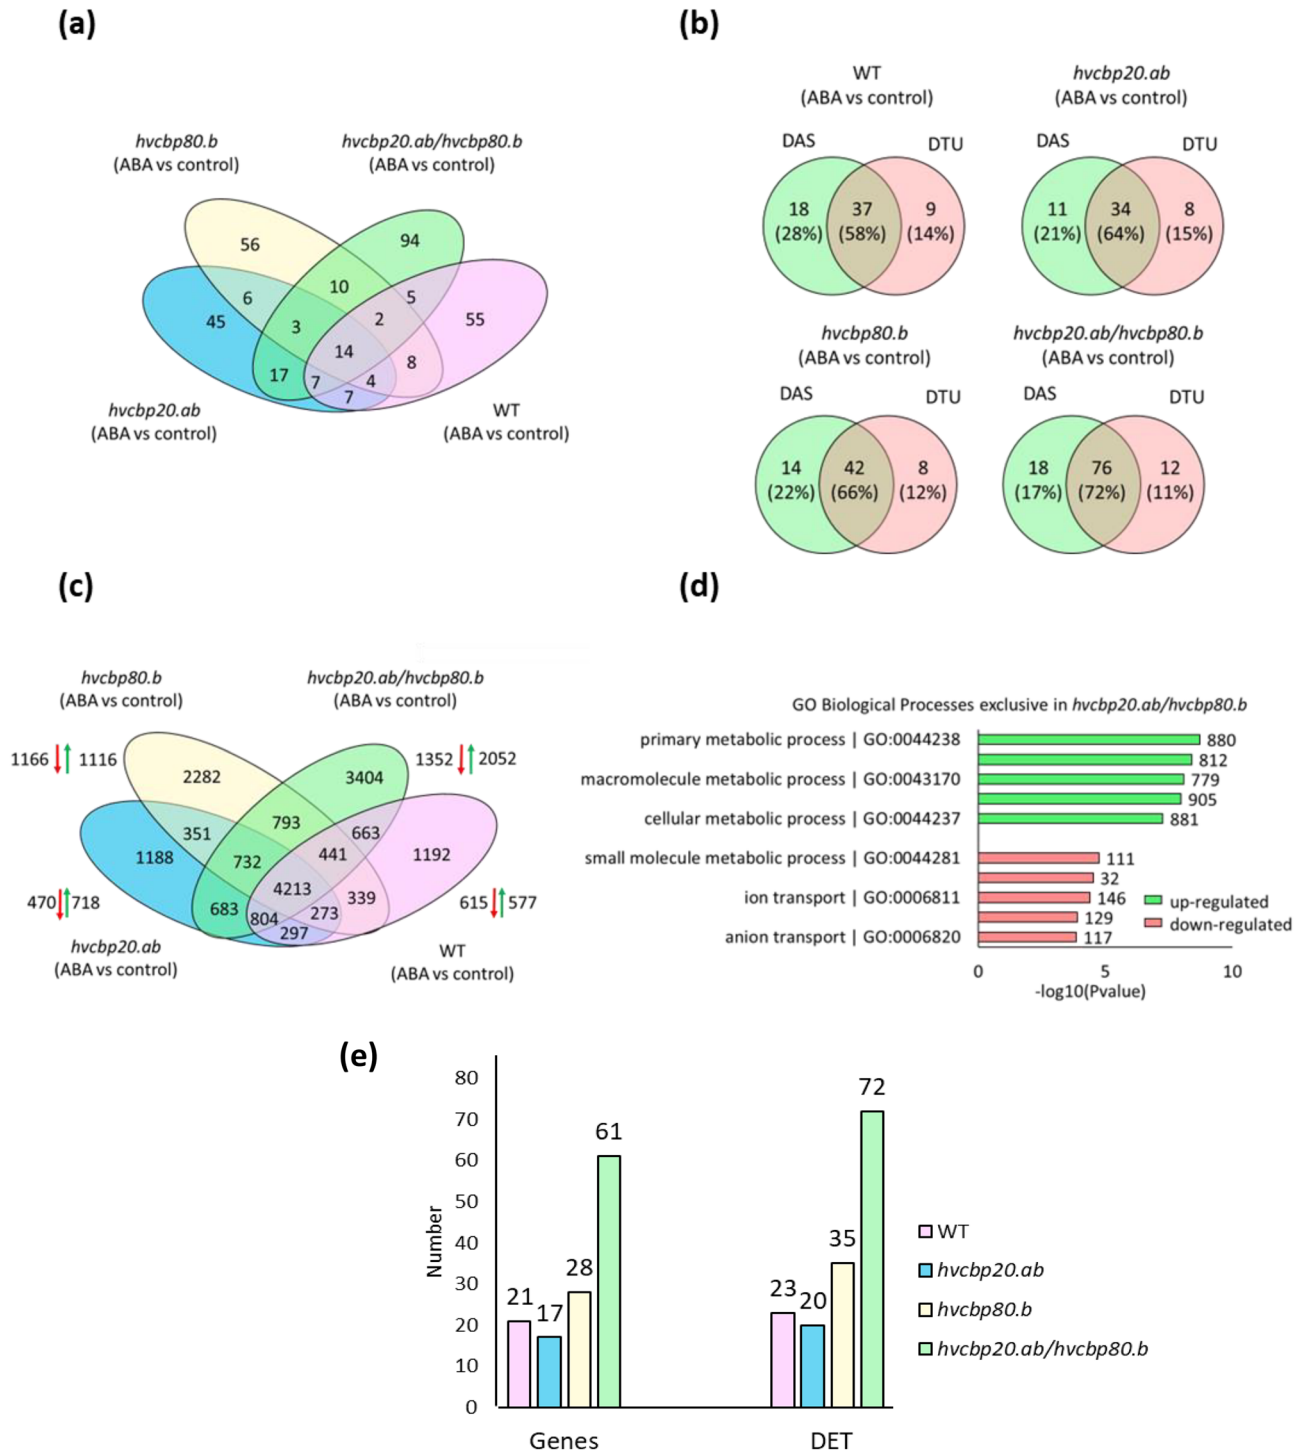 (a)
hvcbp80.b
(ABA vs control)
hvcbp20.ab/hvcbp80.b
(ABA vs control)
56
94
10
6
5
45
3
2
55
14
8
17
7
4
7
hvcbp20.ab
(ABA vs control)
WT
(ABA vs control)
(b)
WT
(ABA vs control)
DAS
DTU
18
(28%)
37
(58%)
9
(14%)
hvcbp20.ab
(ABA vs control)
DAS
DTU
11
(21%)
34
(64%)
8
(15%)
hvcbp80.b
(ABA vs control)
DAS
DTU
14
(22%)
42
(66%)
8
(12%)
hvcbp20.ab/hvcbp80.b
(ABA vs control)
DAS
DTU
18
(17%)
76
(72%)
12
(11%)
(c)
hvcbp80.b
(ABA vs control)
hvcbp20.ab/hvcbp80.b
(ABA vs control)
1166
1116
1352
2052
2282
3404
793
351
663
1188
732
441
1192
4213
339
683
804
273
297
470
718
615
577
hvcbp20.ab
(ABA vs control)
WT
(ABA vs control)
(d)
GO Biological Processes exclusive in hvcbp20.ab/hvcbp80.b
primary metabolic process | GO:0044238
880
812
macromolecule metabolic process | GO:0043170
779
905
cellular metabolic process | GO:0044237
881
small molecule metabolic process | GO:0044281
111
32
ion transport | GO:0006811
146
129
anion transport | GO:0006820
117
up-regulated
down-regulated
0
5
10
-log10(Pvalue)
(e)
Number
80
70
60
50
40
30
20
10
0
21
17
28
61
23
20
35
72
Genes
DET
WT
hvcbp20.ab
hvcbp80.b
hvcbp20.ab/hvcbp80.b